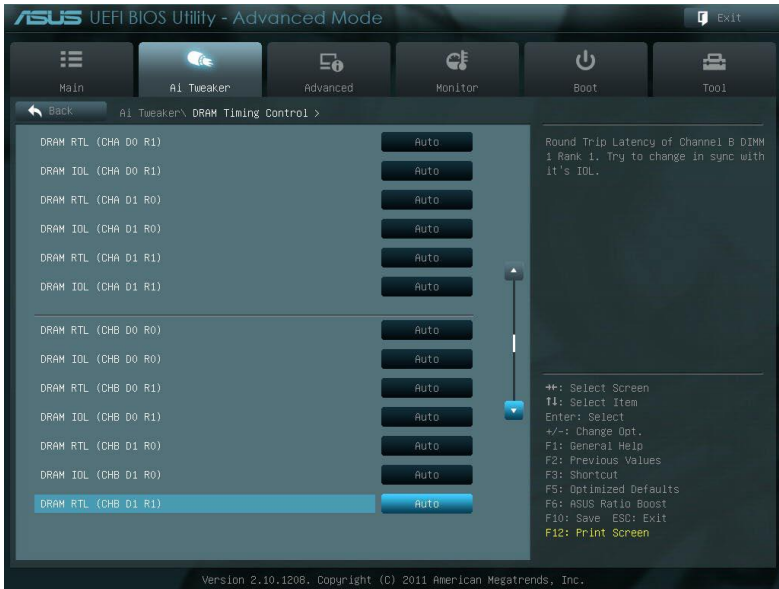 ASUS UEFI BIOS Utility - Advanced Mode
Exit
Main
Ai Tweaker
Advanced
Monitor
Boot
Tool
Back
Ai Tweaker\ DRAM Timing Control >
DRAM RTL (CHA D0 R1) Auto
DRAM IOL (CHA D0 R1) Auto
DRAM RTL (CHA D1 R0) Auto
DRAM IOL (CHA D1 R0) Auto
DRAM RTL (CHA D1 R1) Auto
DRAM IOL (CHA D1 R1) Auto
DRAM RTL (CHB D0 R0) Auto
DRAM IOL (CHB D0 R0) Auto
DRAM RTL (CHB D0 R1) Auto
DRAM IOL (CHB D0 R1) Auto
DRAM RTL (CHB D1 R0) Auto
DRAM IOL (CHB D1 R0) Auto
DRAM RTL (CHB D1 R1) Auto
Round Trip Latency of Channel B DIMM
1 Rank 1. Try to change in sync with
it's IOL.
→←: Select Screen
↑↓: Select Item
Enter: Select
+/-: Change Opt.
F1: General Help
F2: Previous Values
F3: Shortcut
F5: Optimized Defaults
F6: ASUS Ratio Boost
F10: Save ESC: Exit
F12: Print Screen
Version 2.10.1208. Copyright (C) 2011 American Megatrends, Inc.